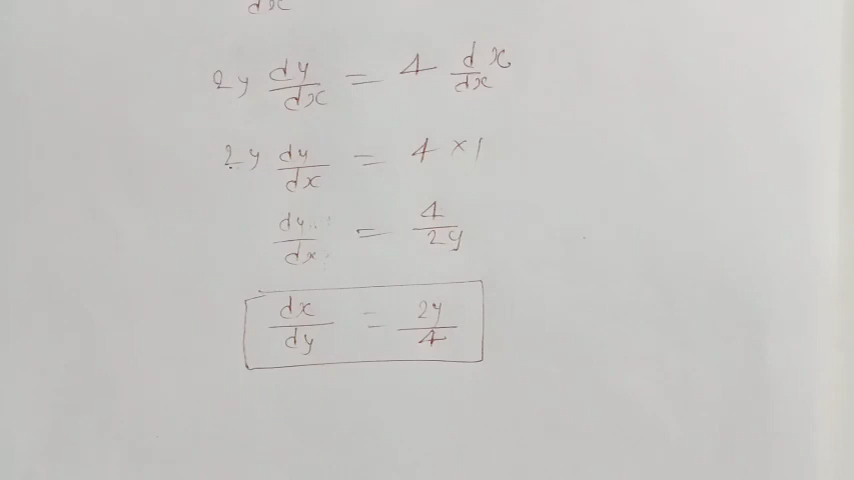 dx
2y dy/dx = 4 d/dx x
2y dy/dx = 4 × 1
dy/dx = 4/2y
dx/dy = 2y/4